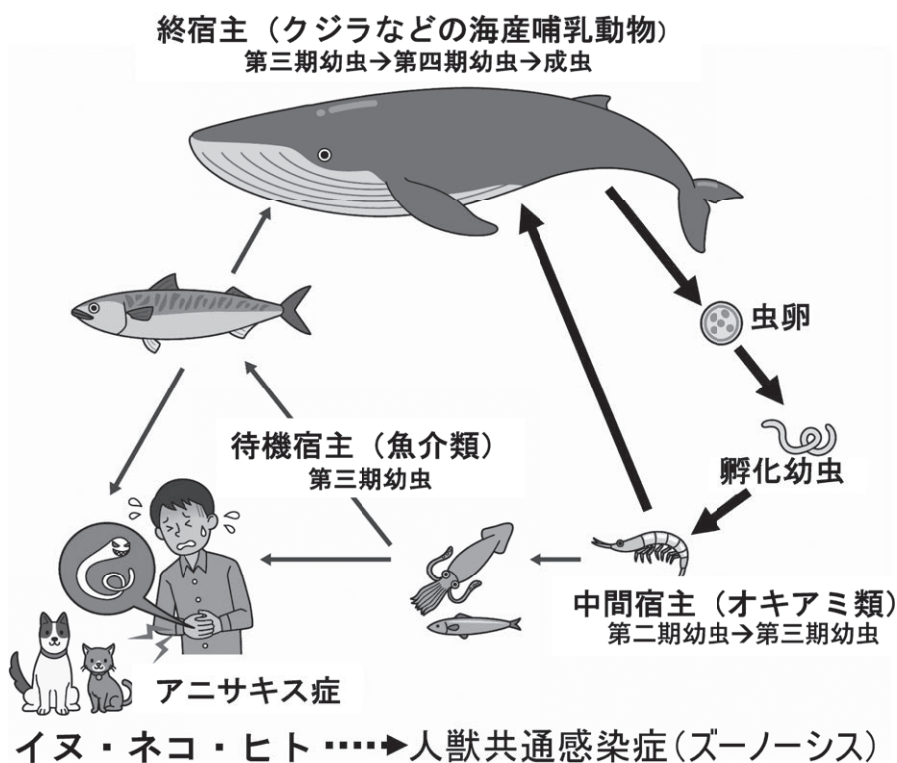 終宿主（クジラなどの海産哺乳動物）
第三期幼虫→第四期幼虫→成虫
虫卵
孵化幼虫
待機宿主（魚介類）
第三期幼虫
中間宿主（オキアミ類）
第二期幼虫→第三期幼虫
アニサキス症
イヌ・ネコ・ヒト┅┅▶人獣共通感染症（ズーノーシス）